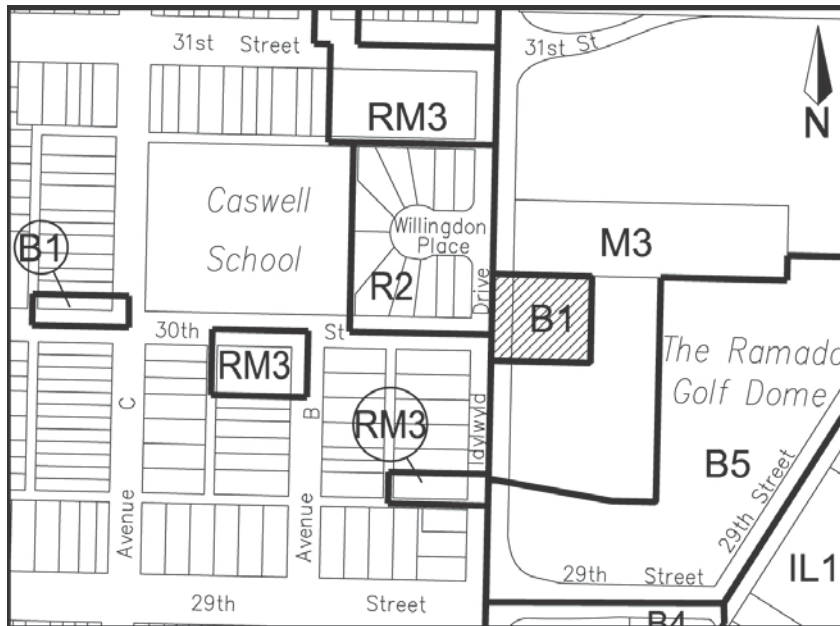 31st Street
31st St
N
RM3
Caswell
School
Willingdon
Place
R2
Drive
M3
B1
B1
30th St
RM3
RM3
The Ramada
Golf Dome
Idylwyld
Avenue C
Avenue B
B5
29th Street
29th Street
29th Street
IL1
B4